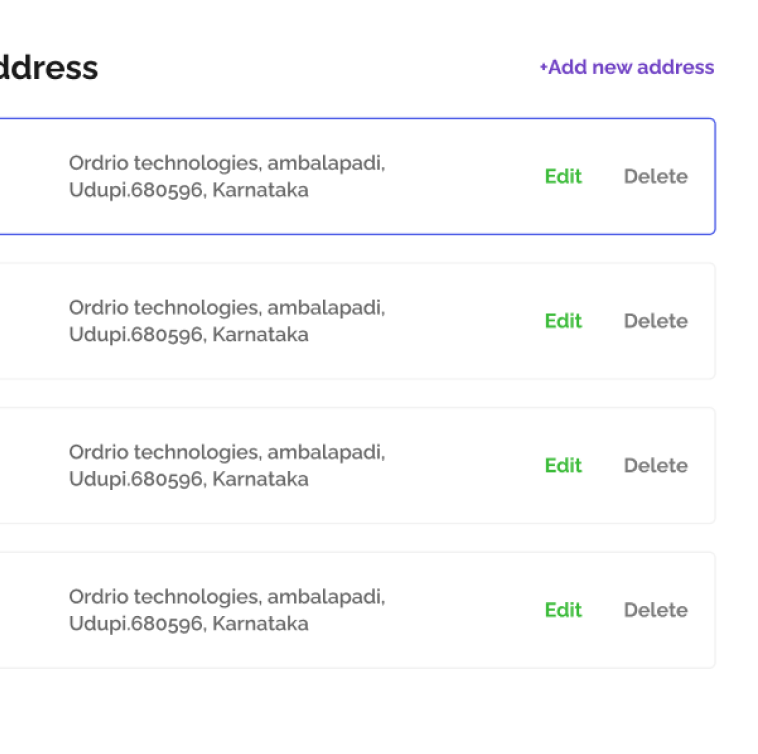 ddress
+Add new address
Ordrio technologies, ambalapadi,
Udupi.680596, Karnataka
Edit
Delete
Ordrio technologies, ambalapadi,
Udupi.680596, Karnataka
Edit
Delete
Ordrio technologies, ambalapadi,
Udupi.680596, Karnataka
Edit
Delete
Ordrio technologies, ambalapadi,
Udupi.680596, Karnataka
Edit
Delete